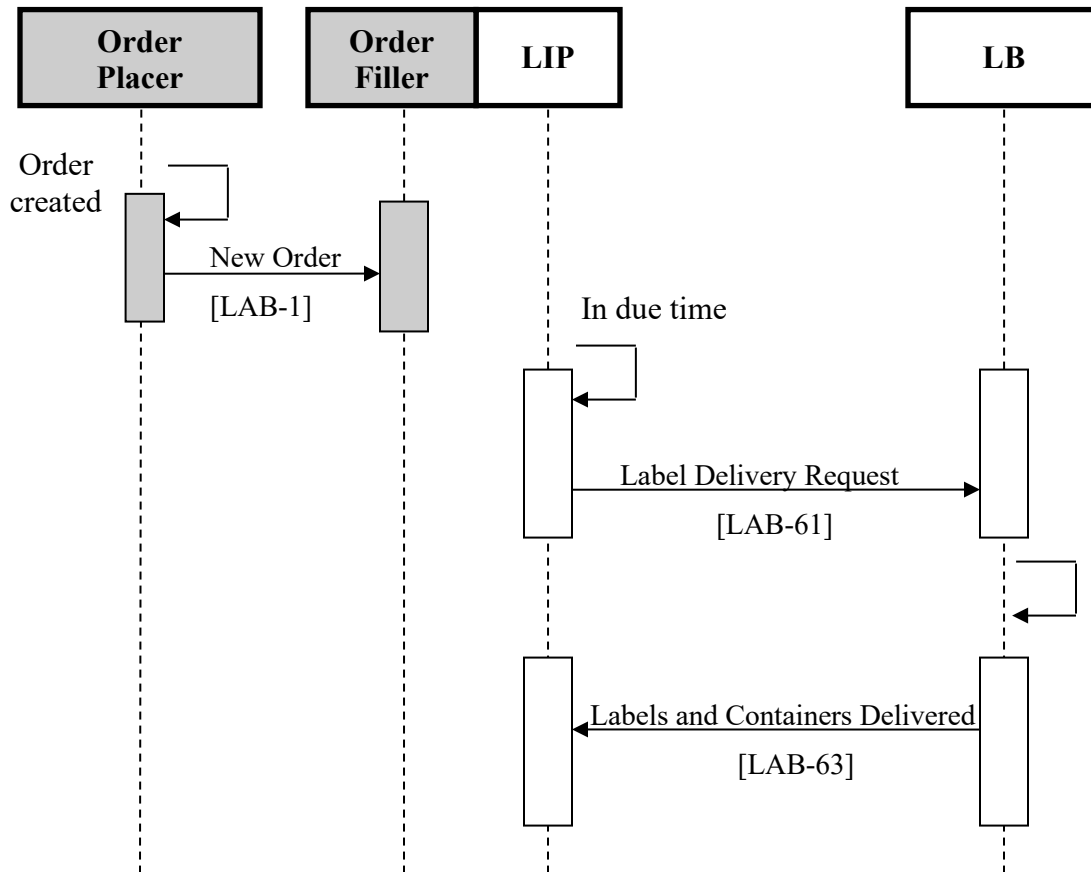 Order
Placer
Order
Filler
LIP
LB
Order
created
New Order
[LAB-1]
In due time
Label Delivery Request
[LAB-61]
Labels and Containers Delivered
[LAB-63]